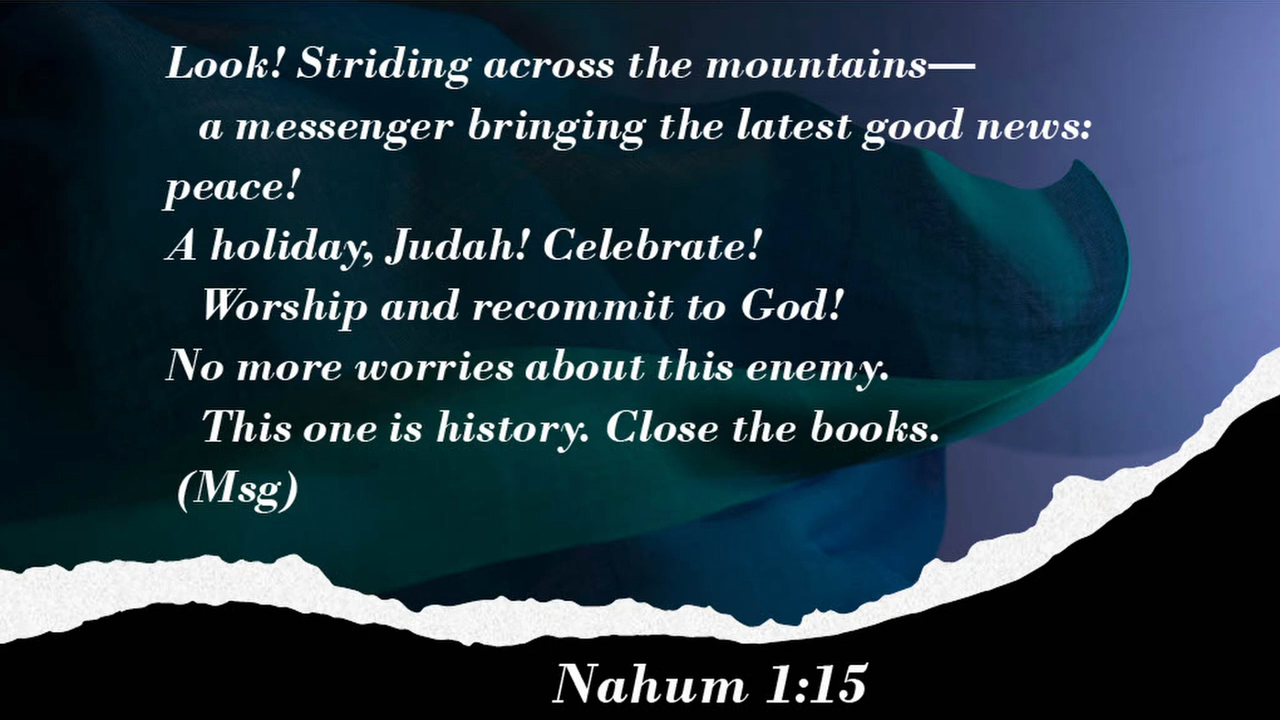 Look! Striding across the mountains—
a messenger bringing the latest good news:
peace!
A holiday, Judah! Celebrate!
Worship and recommit to God!
No more worries about this enemy.
This one is history. Close the books.
(Msg)
Nahum 1:15